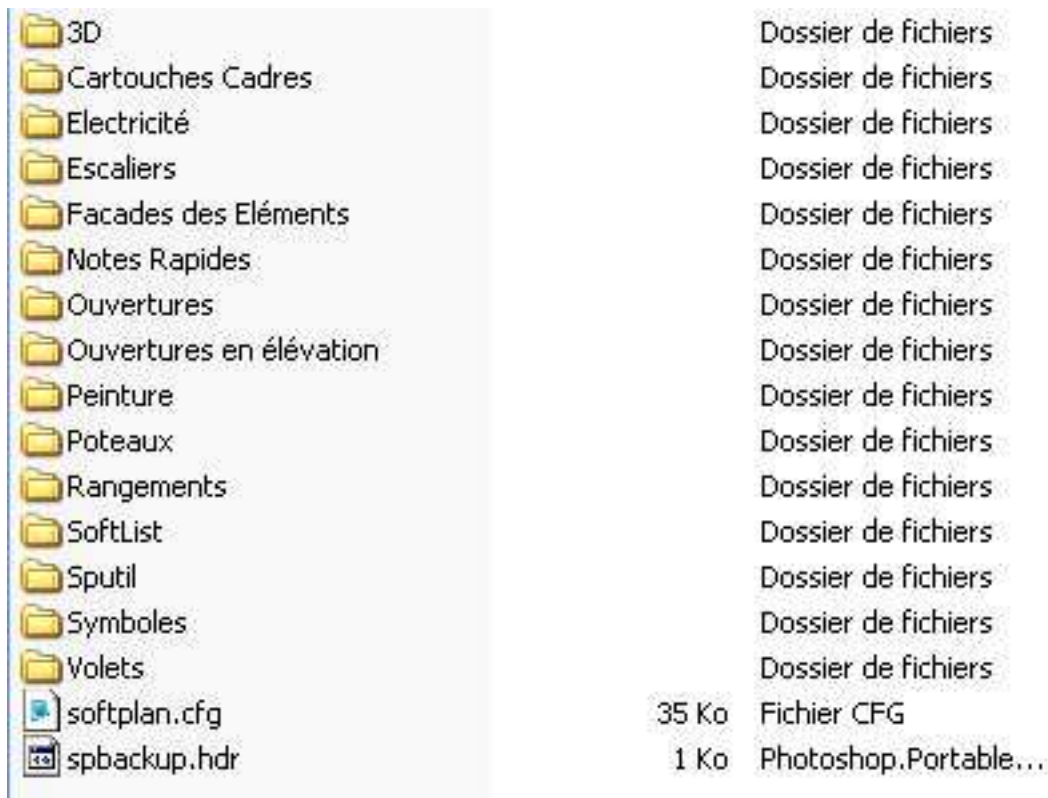 3D Dossier de fichiers
Cartouches Cadres Dossier de fichiers
Electricité Dossier de fichiers
Escaliers Dossier de fichiers
Facades des Eléments Dossier de fichiers
Notes Rapides Dossier de fichiers
Ouvertures Dossier de fichiers
Ouvertures en élévation Dossier de fichiers
Peinture Dossier de fichiers
Poteaux Dossier de fichiers
Rangements Dossier de fichiers
SoftList Dossier de fichiers
Sputil Dossier de fichiers
Symboles Dossier de fichiers
Volets Dossier de fichiers
softplan.cfg 35 Ko Fichier CFG
spbackup.hdr 1 Ko Photoshop.Portable...